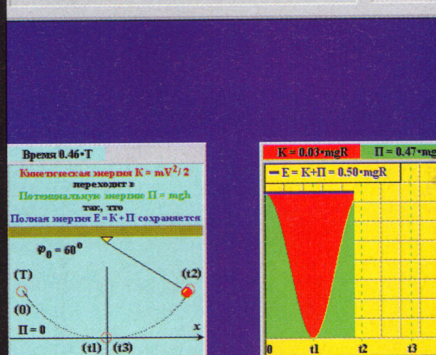 Время 0.46•T
Кинетическая энергия K = mV²/2
переходит в
Потенциальную энергию П = mgh
так, что
Полная энергия E = K + П сохраняется
φ₀ = 60°
(T)
(t2)
(0)
П = 0
x
(t1)
(t3)
K = 0.03•mgR
П = 0.47•mg
E = K+П = 0.50•mgR
0
t1
t2
t3